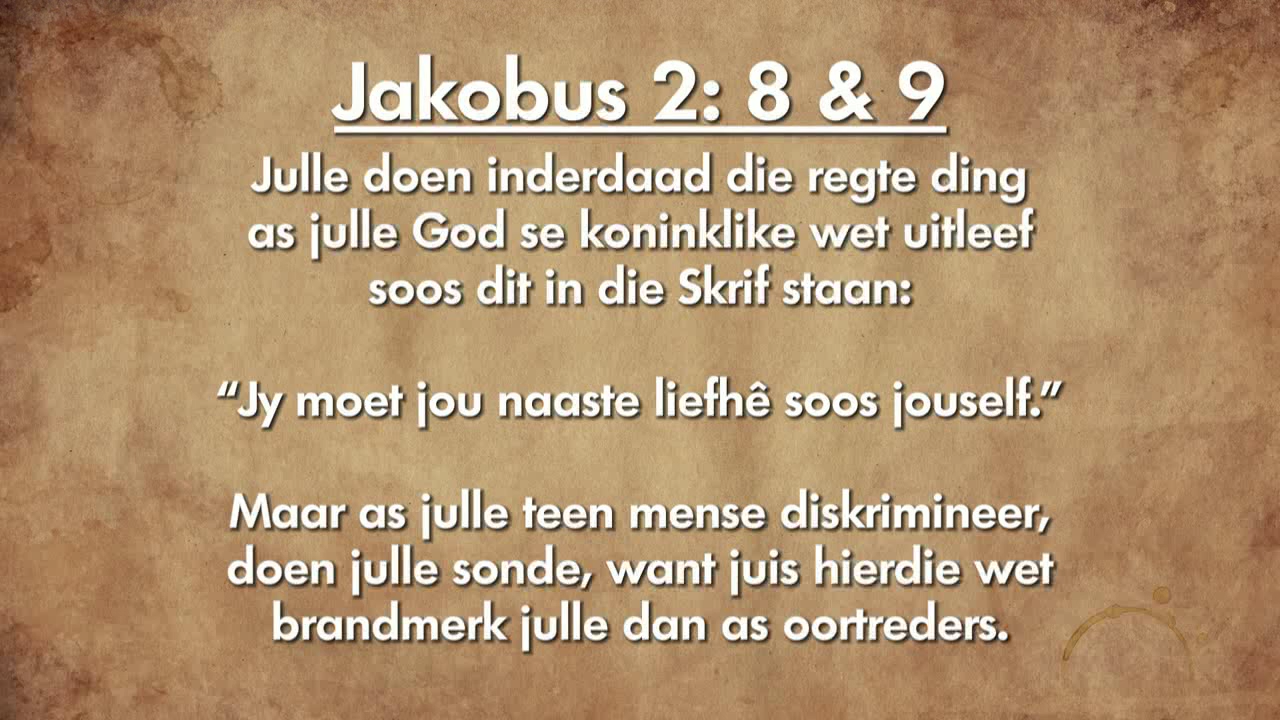 Jakobus 2: 8 & 9
Julle doen inderdaad die regte ding
as julle God se koninklike wet uitleef
soos dit in die Skrif staan:
“Jy moet jou naaste liefhê soos jouself.”
Maar as julle teen mense diskrimineer,
doen julle sonde, want juis hierdie wet
brandmerk julle dan as oortreders.